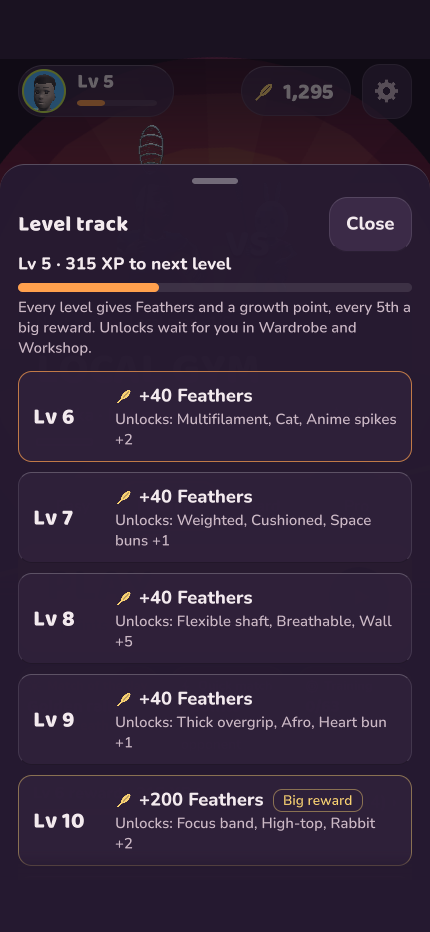 Lv 5
1,295
Level track
Close
Lv 5 · 315 XP to next level
Every level gives Feathers and a growth point, every 5th a
big reward. Unlocks wait for you in Wardrobe and
Workshop.
Lv 6
+40 Feathers
Unlocks: Multifilament, Cat, Anime spikes
+2
Lv 7
+40 Feathers
Unlocks: Weighted, Cushioned, Space
buns +1
Lv 8
+40 Feathers
Unlocks: Flexible shaft, Breathable, Wall
+5
Lv 9
+40 Feathers
Unlocks: Thick overgrip, Afro, Heart bun
+1
Lv 10
+200 Feathers Big reward
Unlocks: Focus band, High-top, Rabbit
+2